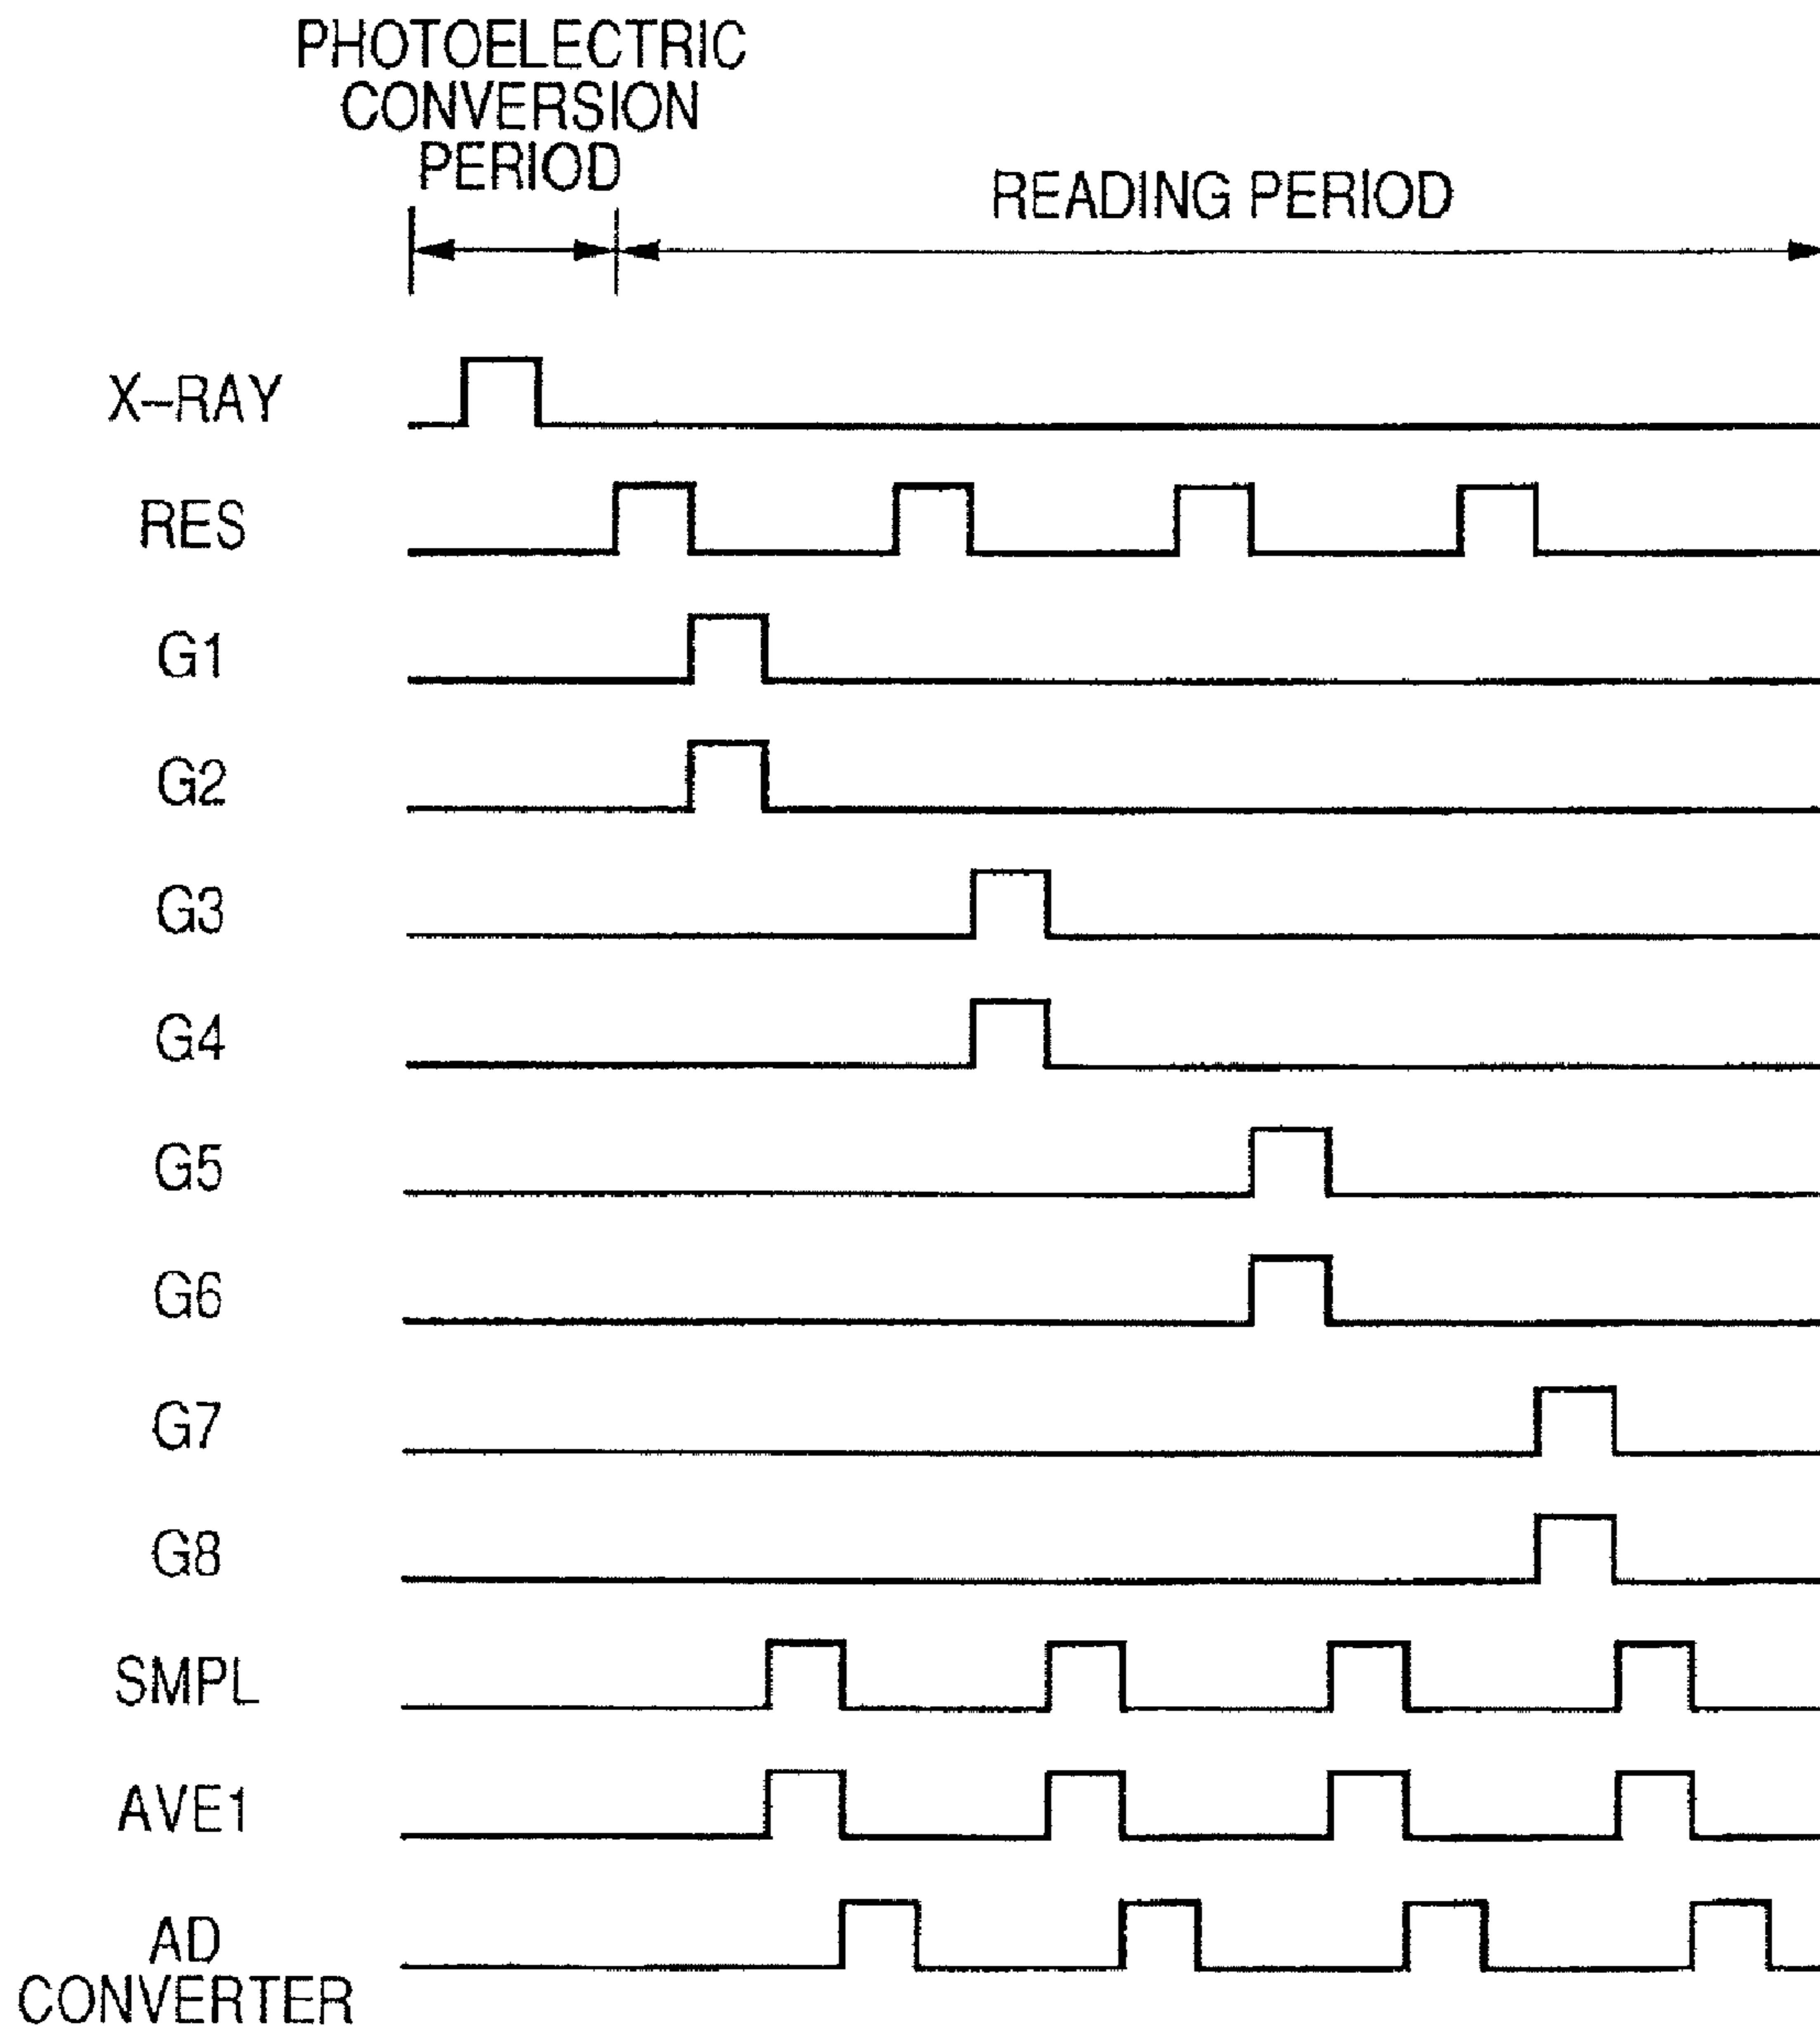 PHOTOELECTRIC
CONVERSION
PERIOD
READING PERIOD
X-RAY
RES
G1
G2
G3
G4
G5
G6
G7
G8
SMPL
AVE1
AD
CONVERTER